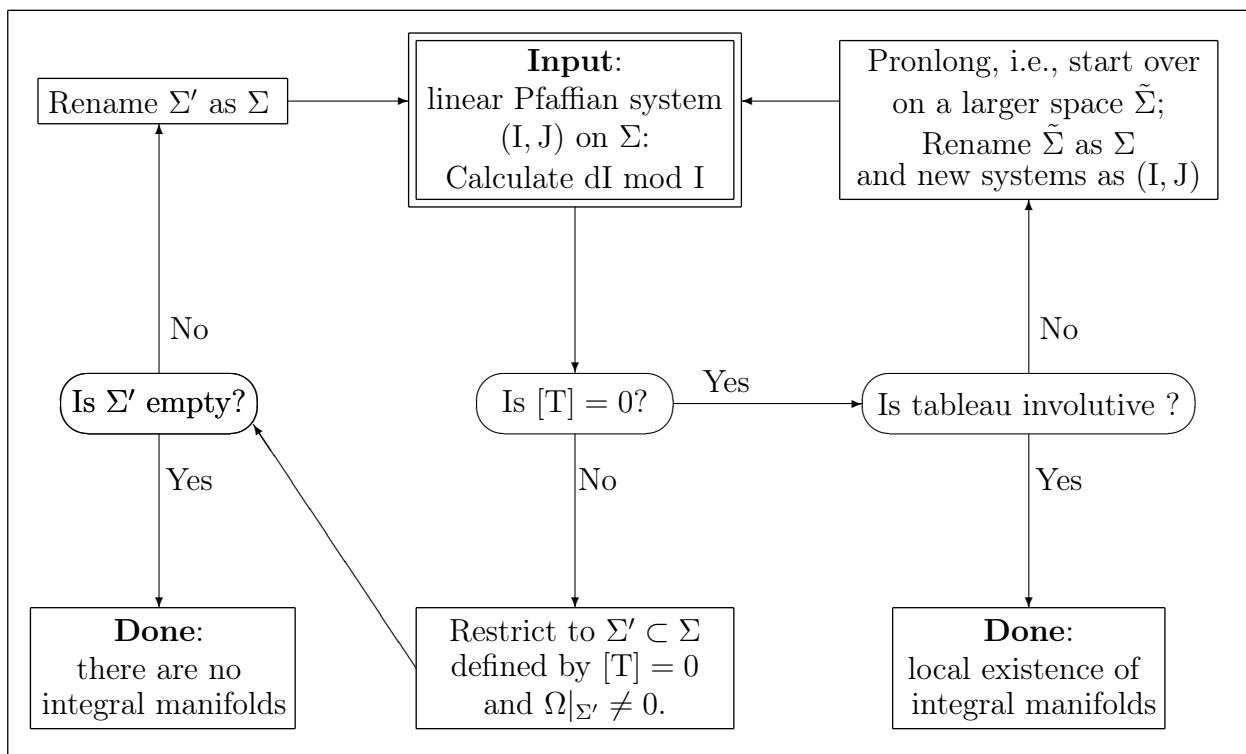 Rename Σ′ as Σ
Input:
linear Pfaffian system
(I, J) on Σ:
Calculate dI mod I
Pronlong, i.e., start over
on a larger space Σ̃;
Rename Σ̃ as Σ
and new systems as (I, J)
No
No
Is Σ′ empty?
Is [T] = 0?
Yes
Is tableau involutive ?
Yes
No
Yes
Done:
there are no
integral manifolds
Restrict to Σ′ ⊂ Σ
defined by [T] = 0
and Ω|Σ′ ≠ 0.
Done:
local existence of
integral manifolds